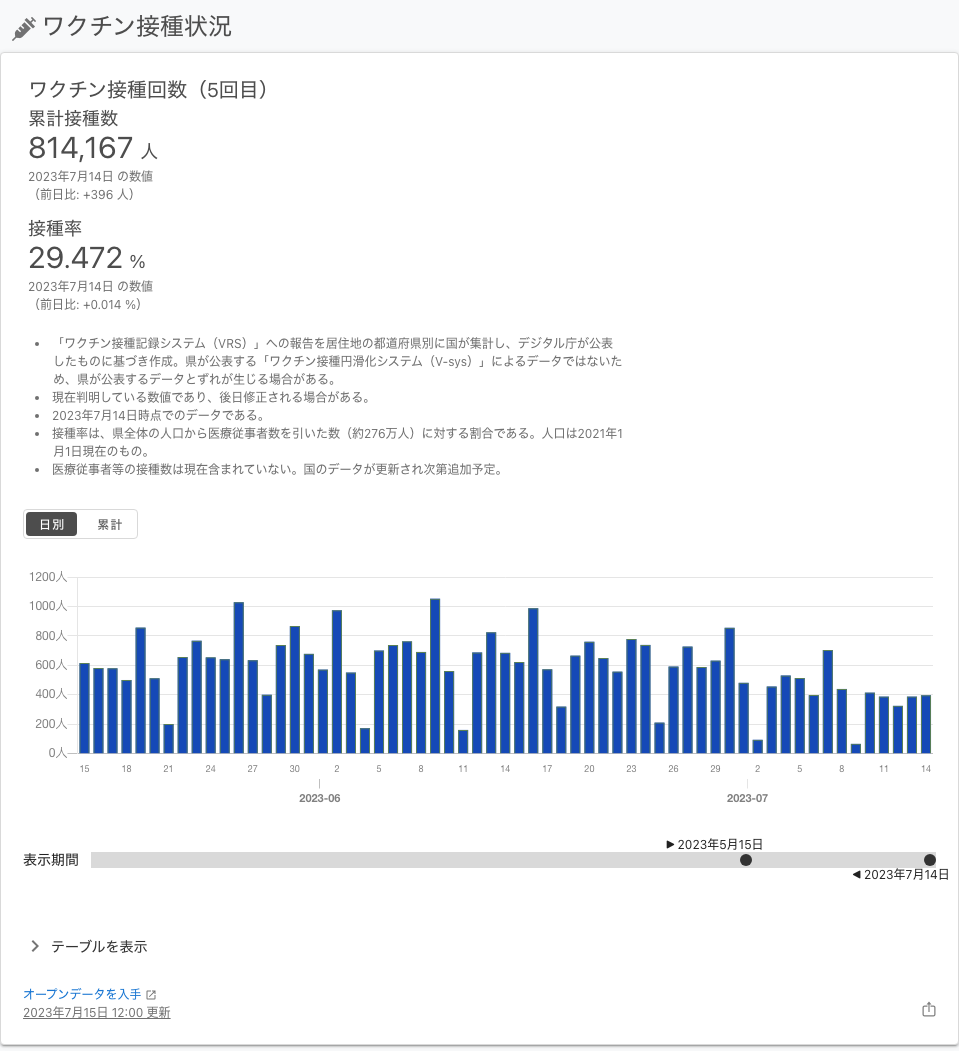 ワクチン接種状況
ワクチン接種回数（5回目）
累計接種数
814,167 人
2023年7月14日 の数値
（前日比: +396 人）
接種率
29.472 %
2023年7月14日 の数値
（前日比: +0.014 %）
• 「ワクチン接種記録システム（VRS）」への報告を居住地の都道府県別に国が集計し、デジタル庁が公表
したものに基づき作成。県が公表する「ワクチン接種円滑化システム（V-sys）」によるデータではないた
め、県が公表するデータとずれが生じる場合がある。
• 現在判明している数値であり、後日修正される場合がある。
• 2023年7月14日時点でのデータである。
• 接種率は、県全体の人口から医療従事者数を引いた数（約276万人）に対する割合である。人口は2021年1
月1日現在のもの。
• 医療従事者等の接種数は現在含まれていない。国のデータが更新され次第追加予定。
日別 累計
1200人
1000人
800人
600人
400人
200人
0人
15 18 21 24 27 30 2 5 8 11 14 17 20 23 26 29 2 5 8 11 14
2023-06 2023-07
▶ 2023年5月15日
表示期間
◀ 2023年7月14日
テーブルを表示
オープンデータを入手
2023年7月15日 12:00 更新